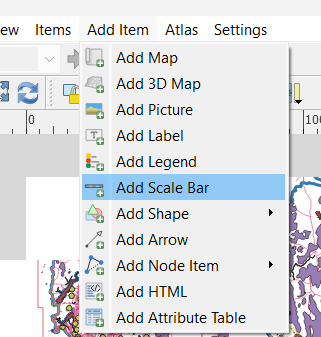 Items Add Item Atlas Settings
0
Add Map
Add 3D Map
Add Picture
Add Label
Add Legend
Add Scale Bar
Add Shape
Add Arrow
Add Node Item
Add HTML
Add Attribute Table